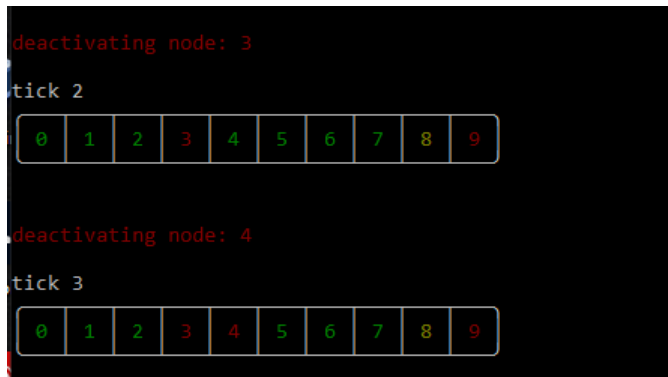 deactivating node: 3
tick 2
0 1 2 3 4 5 6 7 8 9
deactivating node: 4
tick 3
0 1 2 3 4 5 6 7 8 9